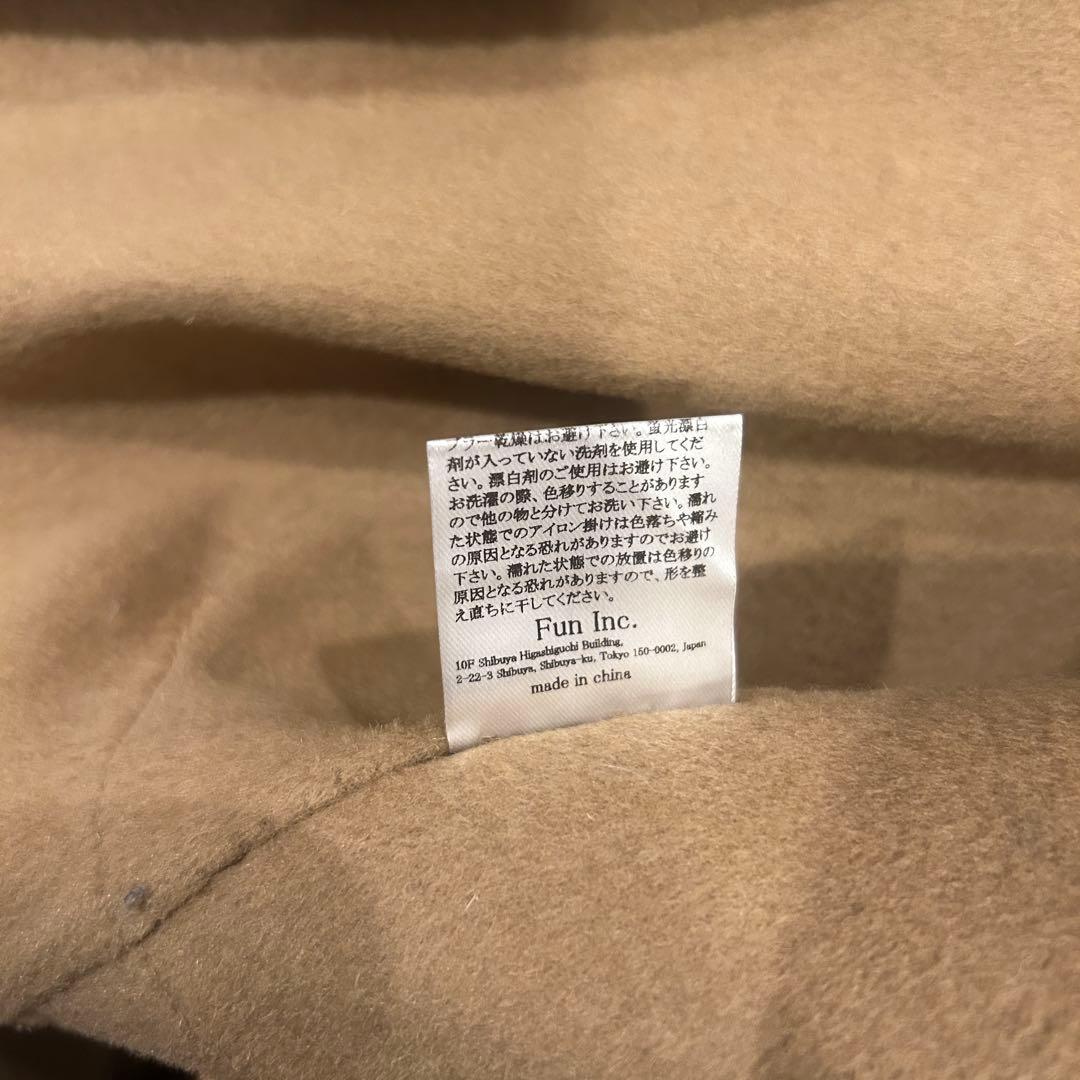 ブラー乾燥はお避け下さい。蛍光漂白
剤が入っていない洗剤を使用してくだ
さい。漂白剤のご使用はお避け下さい。
お洗濯の際、色移りすることがあります
ので他の物と分けてお洗い下さい。濡れ
た状態でのアイロン掛けは色落ちや縮み
の原因となる恐れがありますのでお避け
下さい。濡れた状態での放置は色移りの
原因となる恐れがありますので、形を整
え直ちに干してください。
Fun Inc.
10F Shibuya Higashiguchi Building,
2-22-3 Shibuya, Shibuya-ku, Tokyo 150-0002, Japan
made in china